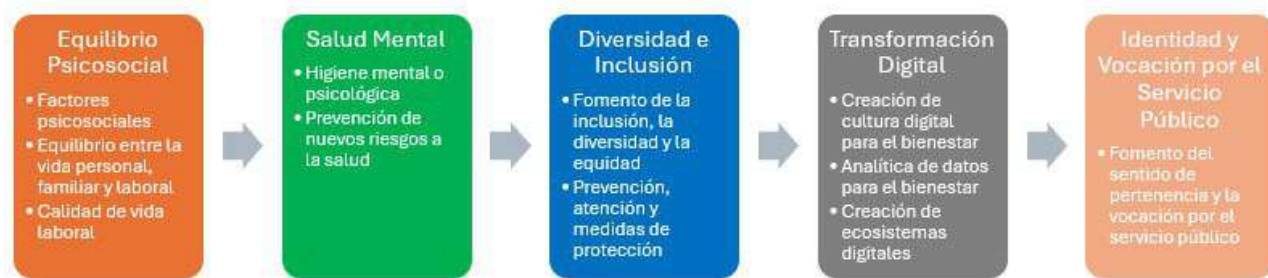 Equilibrio
Psicosocial
• Factores
psicosociales
• Equilibrio entre la
vida personal,
familiar y laboral
• Calidad de vida
laboral
Salud Mental
• Higiene mental o
psicológica
• Prevención de
nuevos riesgos a
la salud
Diversidad e
Inclusión
• Fomento de la
inclusión, la
diversidad y la
equidad
• Prevención,
atención y
medidas de
protección
Transformación
Digital
• Creación de
cultura digital
para el bienestar
• Analítica de datos
para el bienestar
• Creación de
ecosistemas
digitales
Identidad y
Vocación por el
Servicio
Público
• Fomento del
sentido de
pertenencia y la
vocación por el
servicio público